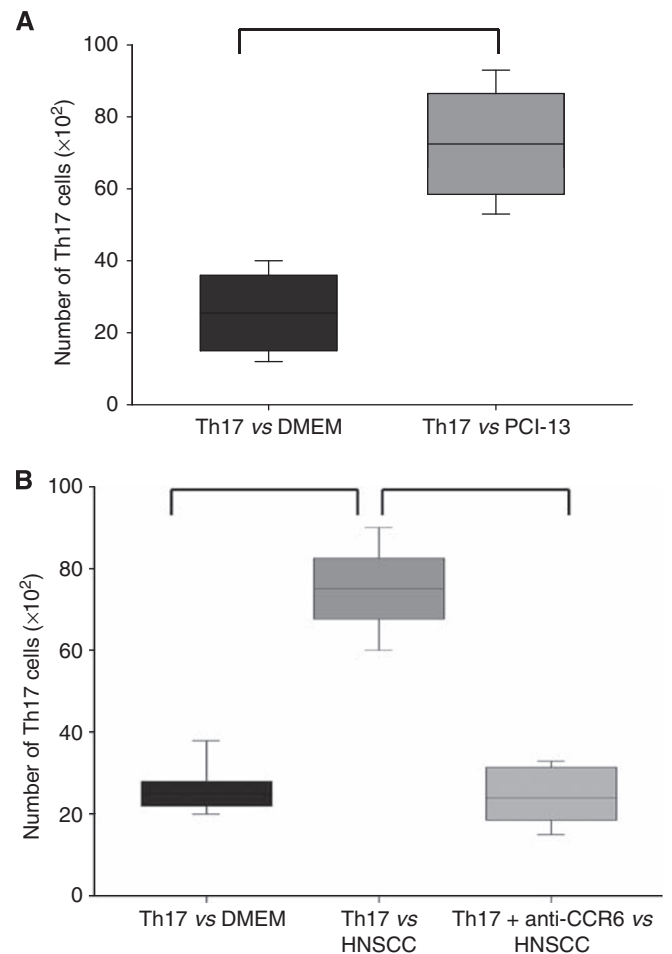 A
Number of Th17 cells (×10²)
100
80
60
40
20
0
Th17 vs DMEM
Th17 vs PCI-13
B
Number of Th17 cells (×10²)
100
80
60
40
20
0
Th17 vs DMEM
Th17 vs
HNSCC
Th17 + anti-CCR6 vs
HNSCC